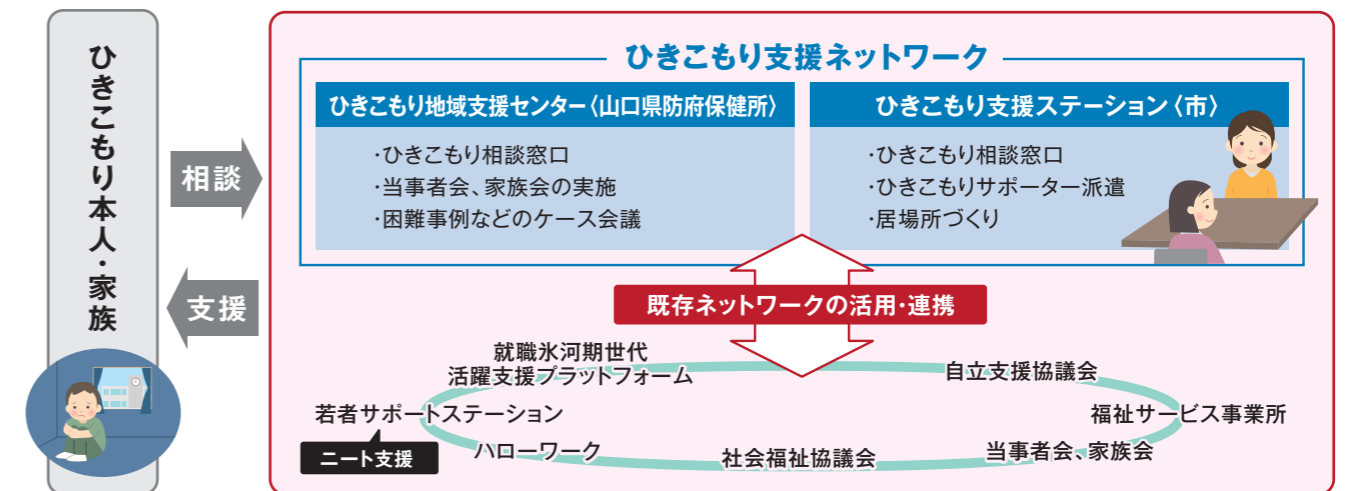 ひきこもり本人・家族
相談
支援
ひきこもり支援ネットワーク
ひきこもり地域支援センター〈山口県防府保健所〉
・ひきこもり相談窓口
・当事者会、家族会の実施
・困難事例などのケース会議
ひきこもり支援ステーション〈市〉
・ひきこもり相談窓口
・ひきこもりサポーター派遣
・居場所づくり
既存ネットワークの活用・連携
就職氷河期世代
活躍支援プラットフォーム
自立支援協議会
若者サポートステーション
福祉サービス事業所
ニート支援
ハローワーク
社会福祉協議会
当事者会、家族会